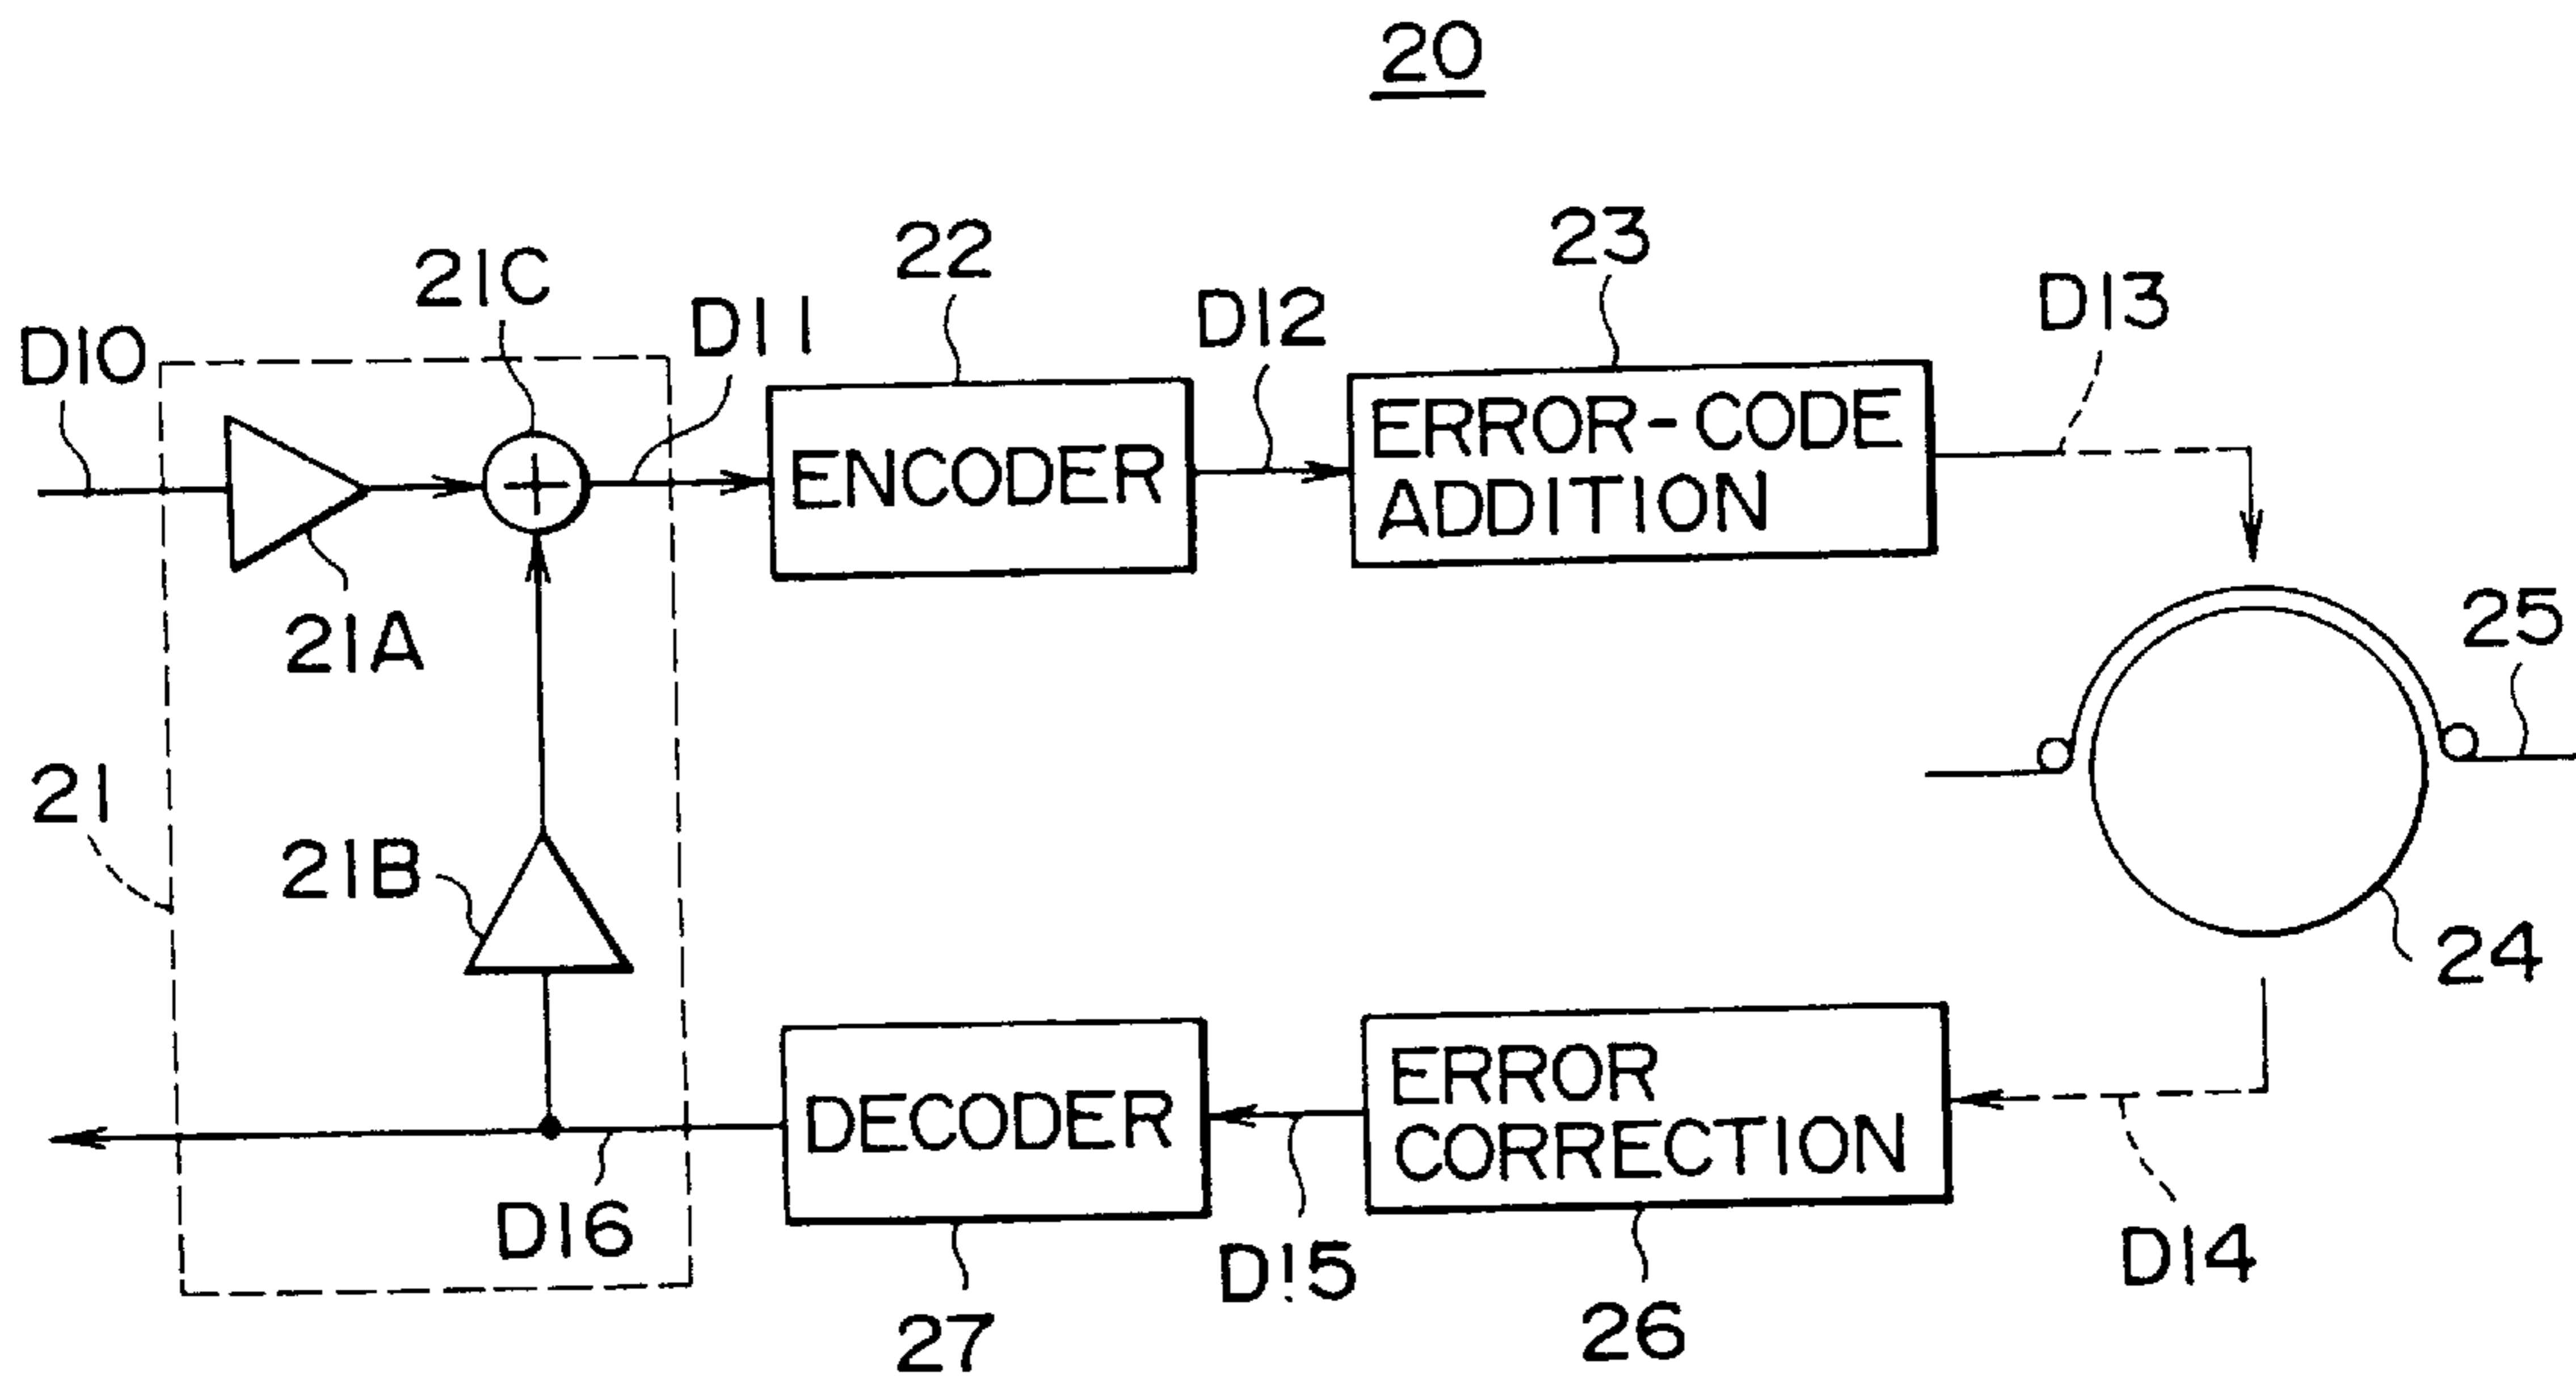 20
22
23
21C
D11
D12
D13
D10
ENCODER
ERROR-CODE
ADDITION
21A
25
21
21B
24
DECODER
ERROR
CORRECTION
D16
D15
D14
27
26